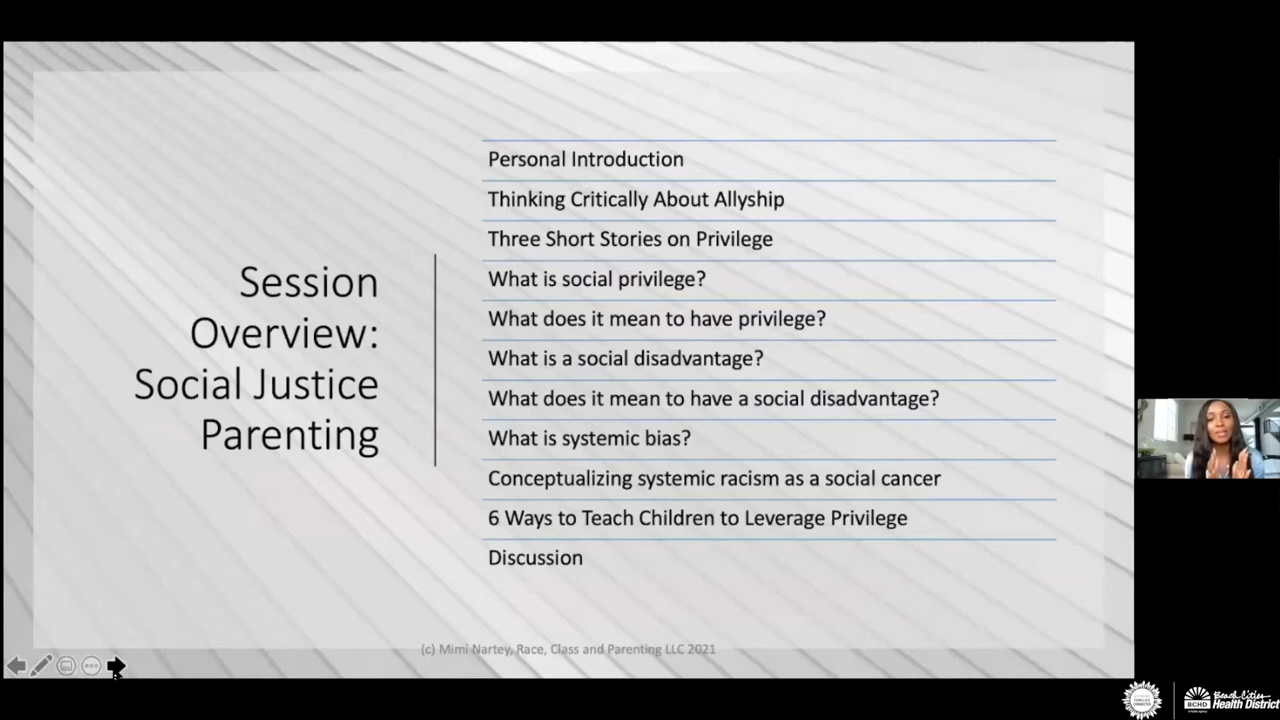 Session
Overview:
Social Justice
Parenting
Personal Introduction
Thinking Critically About Allyship
Three Short Stories on Privilege
What is social privilege?
What does it mean to have privilege?
What is a social disadvantage?
What does it mean to have a social disadvantage?
What is systemic bias?
Conceptualizing systemic racism as a social cancer
6 Ways to Teach Children to Leverage Privilege
Discussion
(c) Mimi Nartey, Race, Class and Parenting LLC 2021
BCHD
Beach Cities
Health District